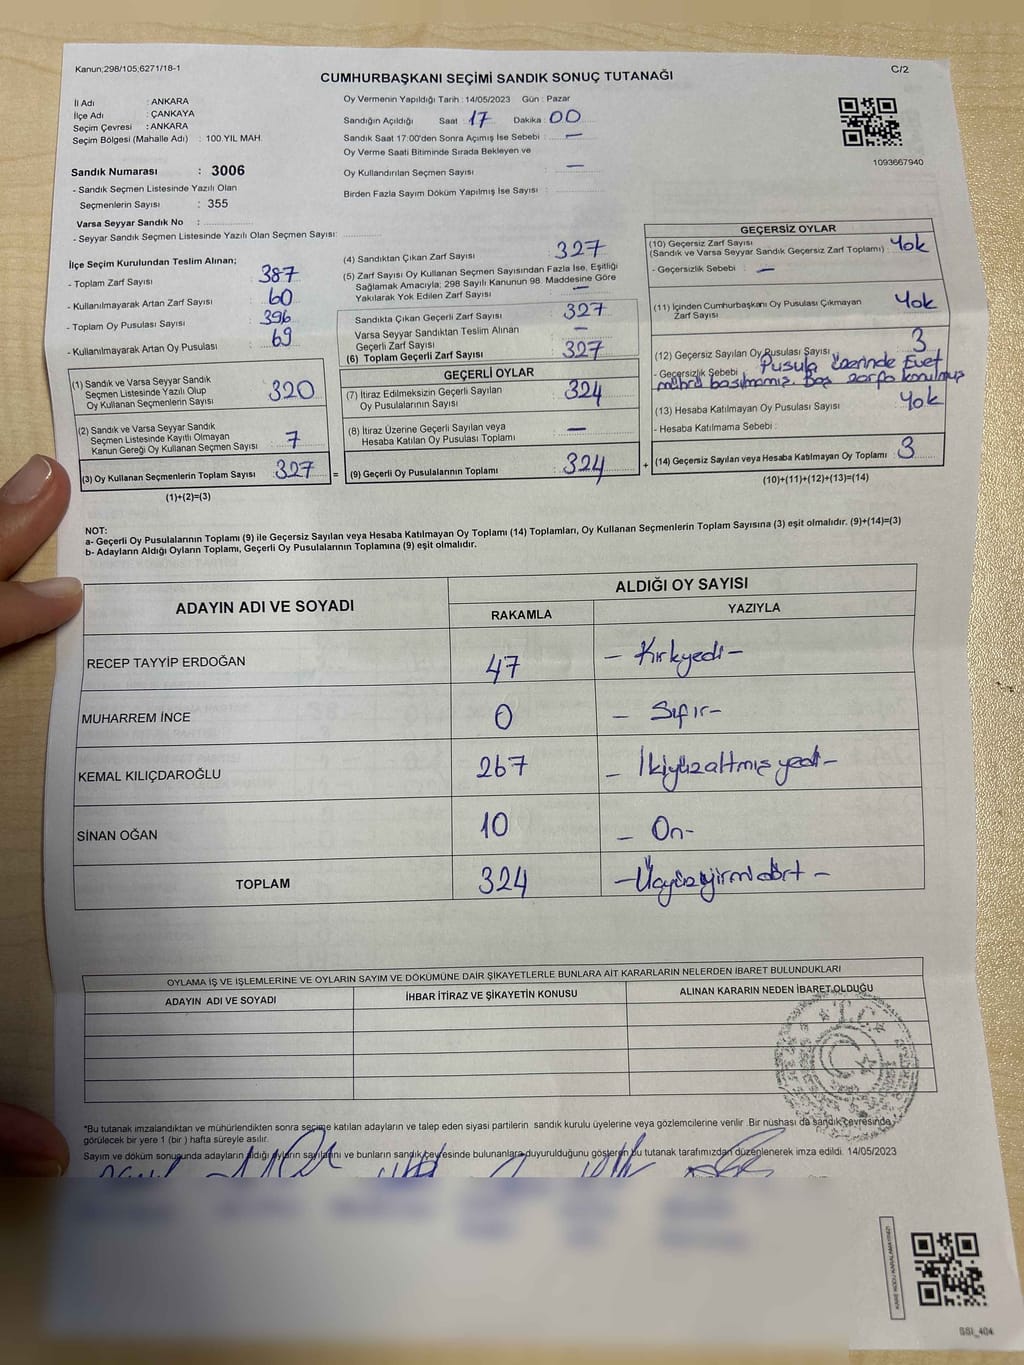 Kanun;298/105;6271/18-1
C/2
CUMHURBAŞKANI SEÇİMİ SANDIK SONUÇ TUTANAĞI
İl Adı : ANKARA
İlçe Adı : ÇANKAYA
Seçim Çevresi : ANKARA
Seçim Bölgesi (Mahalle Adı) : 100.YIL MAH.
Sandık Numarası : 3006
- Sandık Seçmen Listesinde Yazılı Olan
Seçmenlerin Sayısı : 355
Varsa Seyyar Sandık No :
- Seyyar Sandık Seçmen Listesinde Yazılı Olan Seçmen Sayısı:
Oy Vermenin Yapıldığı Tarih : 14/05/2023 Gün : Pazar
Sandığın Açıldığı Saat : 17 Dakika : 00
Sandık Saat 17:00'den Sonra Açımış İse Sebebi : —
Oy Verme Saati Bitiminde Sırada Bekleyen ve
Oy Kullandırılan Seçmen Sayısı : —
Birden Fazla Sayım Döküm Yapılmış İse Sayısı :
1093667940
İlçe Seçim Kurulundan Teslim Alınan;
- Toplam Zarf Sayısı : 387
- Kullanılmayarak Artan Zarf Sayısı : 60
- Toplam Oy Pusulası Sayısı : 396
- Kullanılmayarak Artan Oy Pusulası : 69
(1) Sandık ve Varsa Seyyar Sandık
Seçmen Listesinde Yazılı Olup
Oy Kullanan Seçmenlerin Sayısı : 320
(2) Sandık ve Varsa Seyyar Sandık
Seçmen Listesinde Kayıtlı Olmayan
Kanun Gereği Oy Kullanan Seçmen Sayısı : 7
(3) Oy Kullanan Seçmenlerin Toplam Sayısı : 327
(1)+(2)=(3)
=
(4) Sandıktan Çıkan Zarf Sayısı : 327
(5) Zarf Sayısı Oy Kullanan Seçmen Sayısından Fazla İse, Eşitliği
Sağlamak Amacıyla; 298 Sayılı Kanunun 98. Maddesine Göre
Yakılarak Yok Edilen Zarf Sayısı : —
Sandıkta Çıkan Geçerli Zarf Sayısı : 327
Varsa Seyyar Sandıktan Teslim Alınan
Geçerli Zarf Sayısı : —
(6) Toplam Geçerli Zarf Sayısı : 327
GEÇERLİ OYLAR
(7) İtiraz Edilmeksizin Geçerli Sayılan
Oy Pusulalarının Sayısı : 324
(8) İtiraz Üzerine Geçerli Sayılan veya
Hesaba Katılan Oy Pusulası Toplamı : —
(9) Geçerli Oy Pusulalarının Toplamı : 324
+
GEÇERSİZ OYLAR
(10) Geçersiz Zarf Sayısı
(Sandık ve Varsa Seyyar Sandık Geçersiz Zarf Toplamı) : Yok
- Geçersizlik Sebebi : —
(11) İçinden Cumhurbaşkanı Oy Pusulası Çıkmayan
Zarf Sayısı : Yok
(12) Geçersiz Sayılan Oy Pusulası Sayısı : 3
- Geçersizlik Sebebi : Pusula üzerinde Evet
mührü basılmamış. Boş zarfa konulmuş
(13) Hesaba Katılmayan Oy Pusulası Sayısı : Yok
- Hesaba Katılmama Sebebi :
(14) Geçersiz Sayılan veya Hesaba Katılmayan Oy Toplamı : 3
(10)+(11)+(12)+(13)=(14)
NOT:
a- Geçerli Oy Pusulalarının Toplamı (9) ile Geçersiz Sayılan veya Hesaba Katılmayan Oy Toplamı (14) Toplamları, Oy Kullanan Seçmenlerin Toplam Sayısına (3) eşit olmalıdır. (9)+(14)=(3)
b- Adayların Aldığı Oyların Toplamı, Geçerli Oy Pusulalarının Toplamına (9) eşit olmalıdır.
ADAYIN ADI VE SOYADI
ALDIĞI OY SAYISI
RAKAMLA YAZIYLA
RECEP TAYYİP ERDOĞAN 47 – Kırkyedi –
MUHARREM İNCE 0 – Sıfır –
KEMAL KILIÇDAROĞLU 267 – İkiyüzaltmış yedi –
SİNAN OĞAN 10 – On –
TOPLAM 324 – Üçyüzyirmidört –
OYLAMA İŞ VE İŞLEMLERİNE VE OYLARIN SAYIM VE DÖKÜMÜNE DAİR ŞİKAYETLERLE BUNLARA AİT KARARLARIN NELERDEN İBARET BULUNDUKLARI
ADAYIN ADI VE SOYADI İHBAR İTİRAZ VE ŞİKAYETİN KONUSU ALINAN KARARIN NEDEN İBARET OLDUĞU
T.C.
*Bu tutanak imzalandıktan ve mühürlendikten sonra seçime katılan adayların ve talep eden siyasi partilerin sandık kurulu üyelerine veya gözlemcilerine verilir. Bir nüshası da sandık çevresinde
görülecek bir yere 1 (bir) hafta süreyle asılır.
Sayım ve döküm sonunda adayların aldığı oyların sayılarını ve bunların sandık çevresinde bulunanlara duyurulduğunu gösteren bu tutanak tarafımızdan düzenlenerek imza edildi. 14/05/2023
KARE KODU KARALAMAYINIZ!
SSI_404